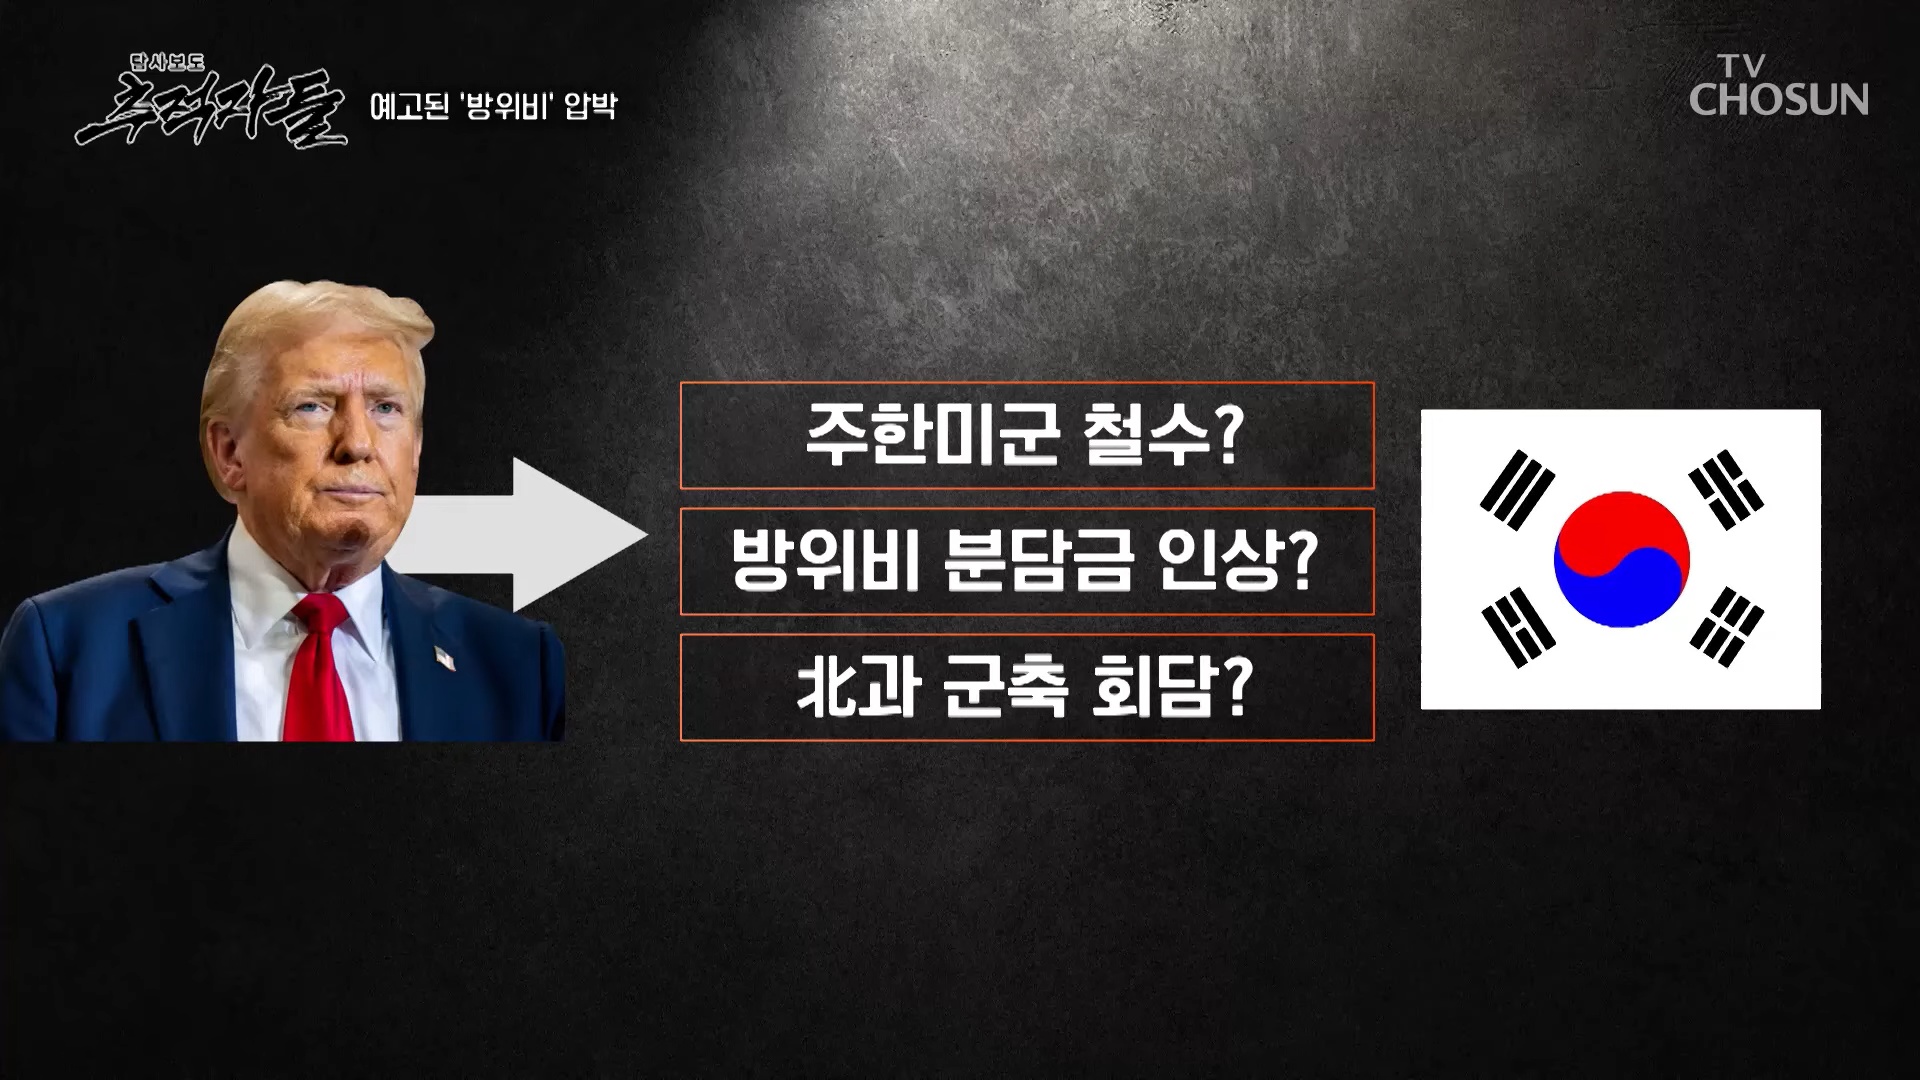 탐사보도
추적자들
예고된 '방위비' 압박
TV
CHOSUN
주한미군 철수?
방위비 분담금 인상?
北과 군축 회담?